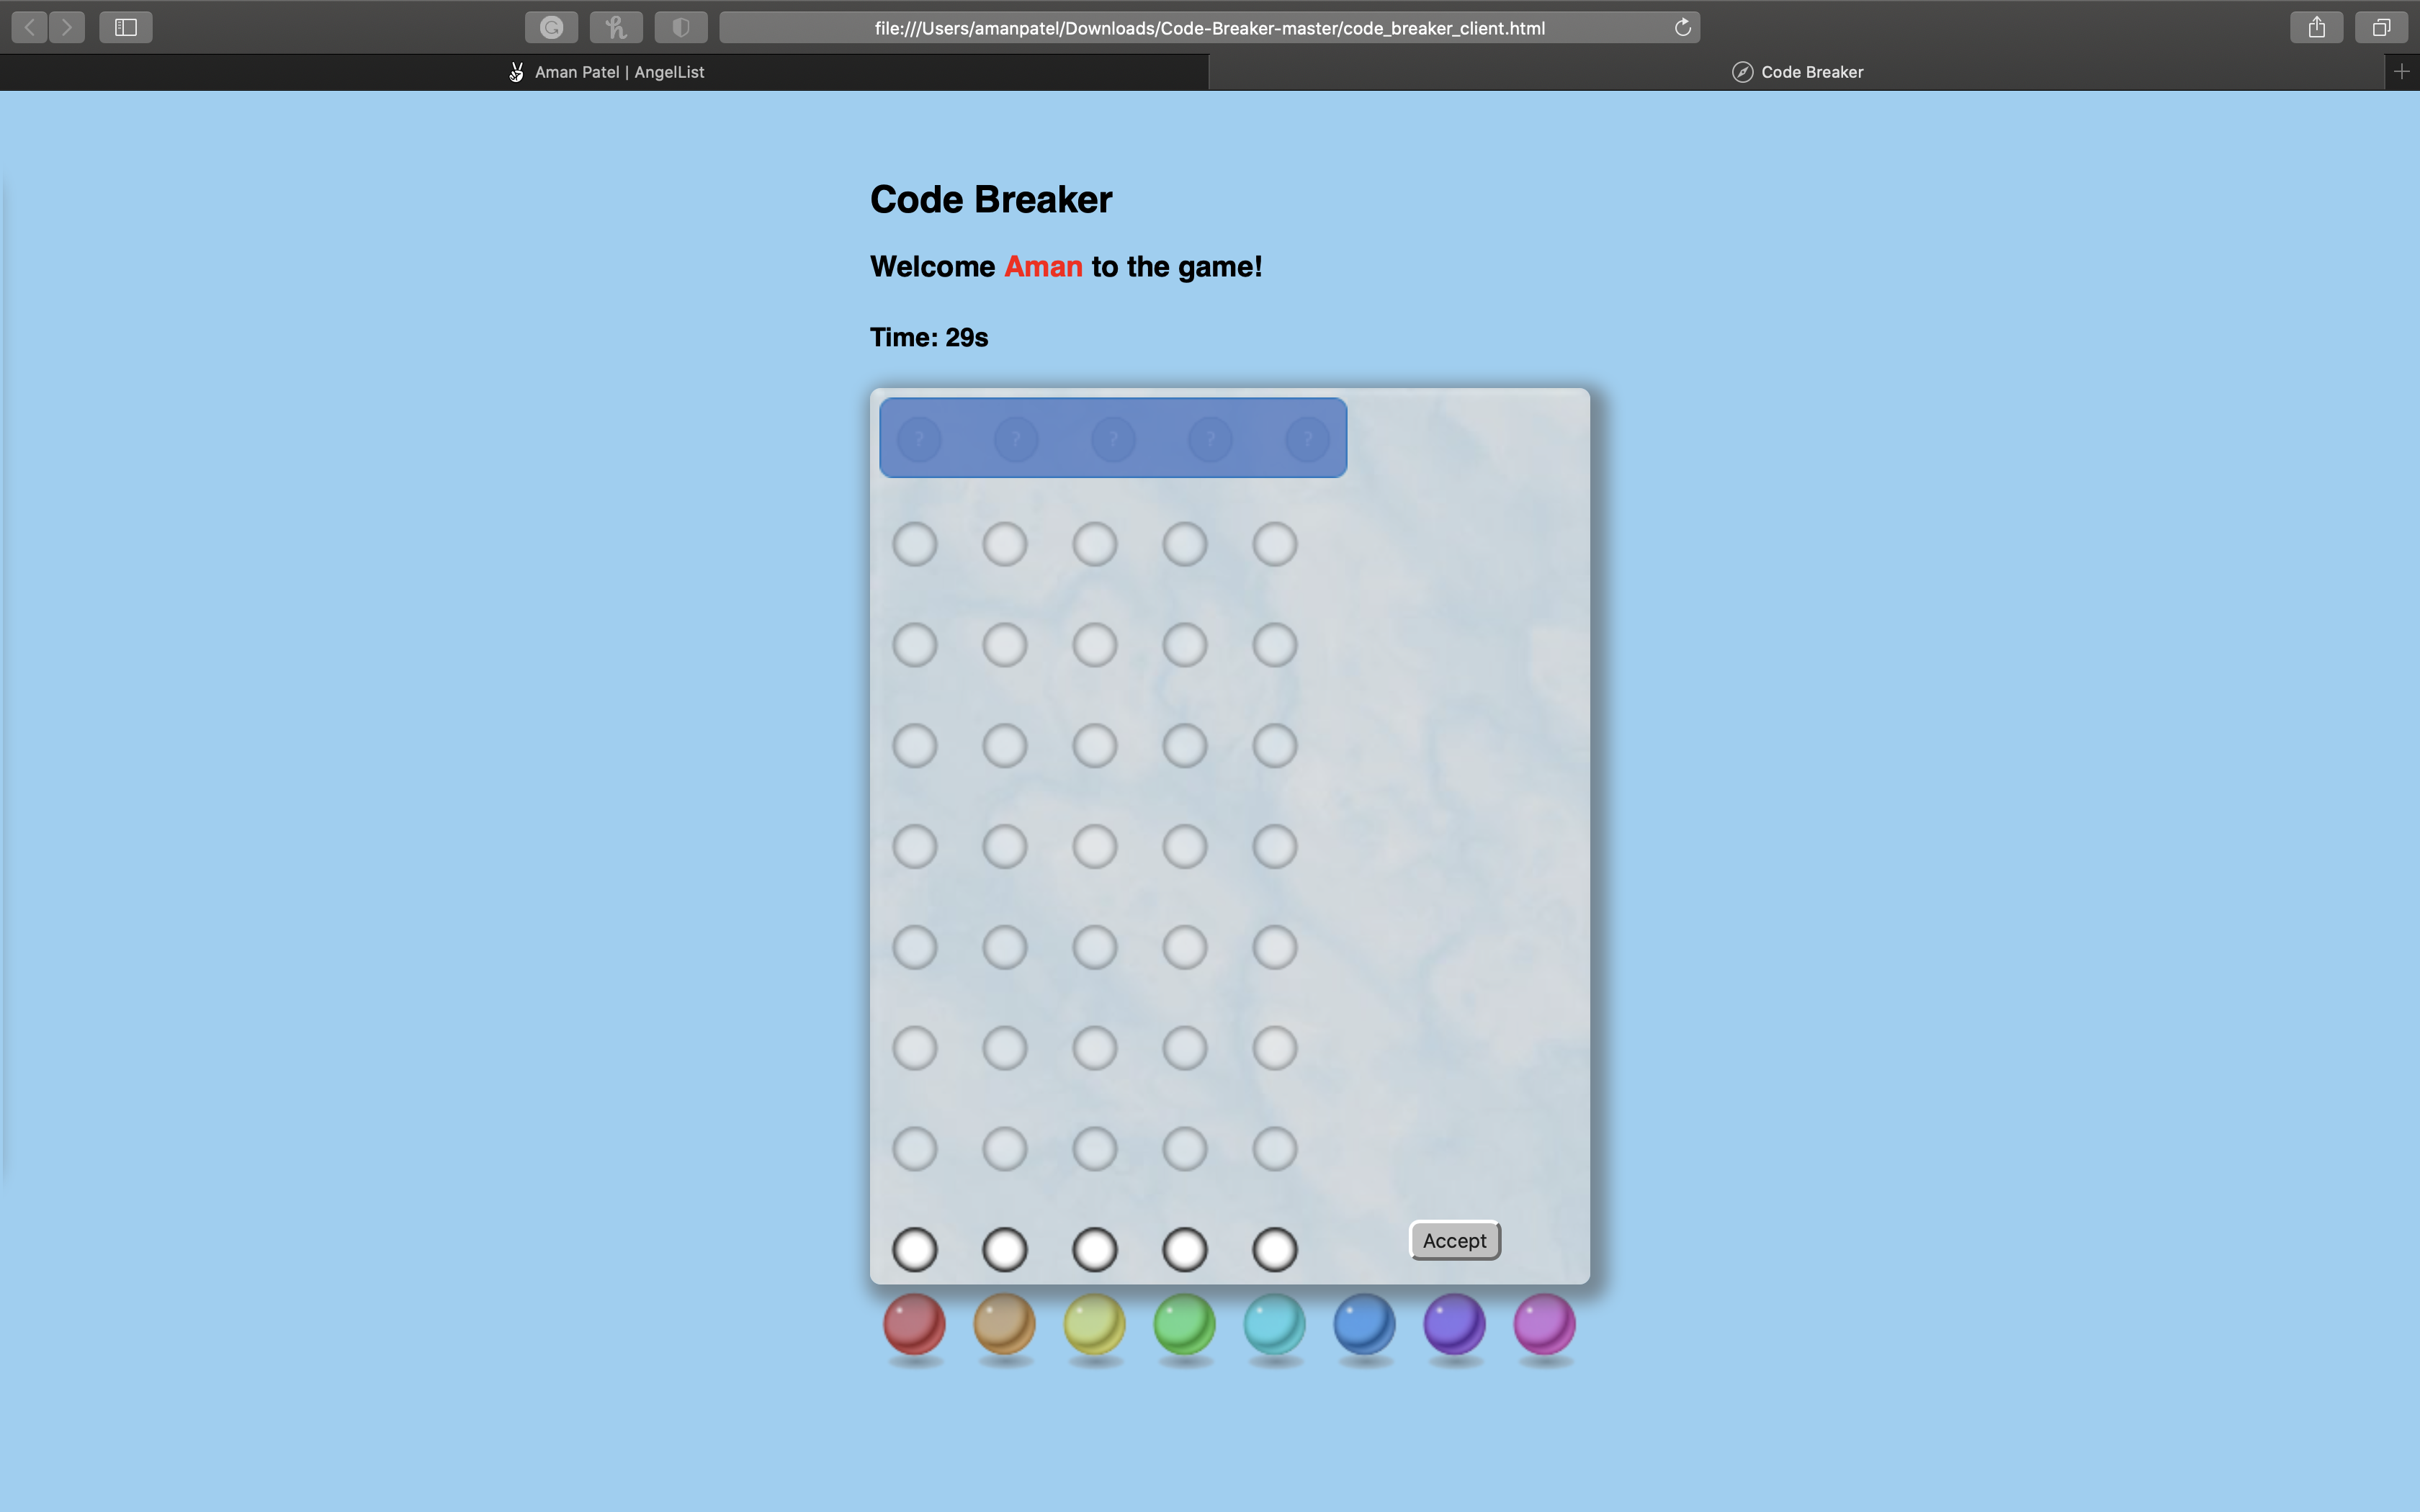 file:///Users/amanpatel/Downloads/Code-Breaker-master/code_breaker_client.html
Aman Patel | AngelList
Code Breaker
Code Breaker
Welcome Aman to the game!
Time: 29s
? ? ? ? ?
Accept